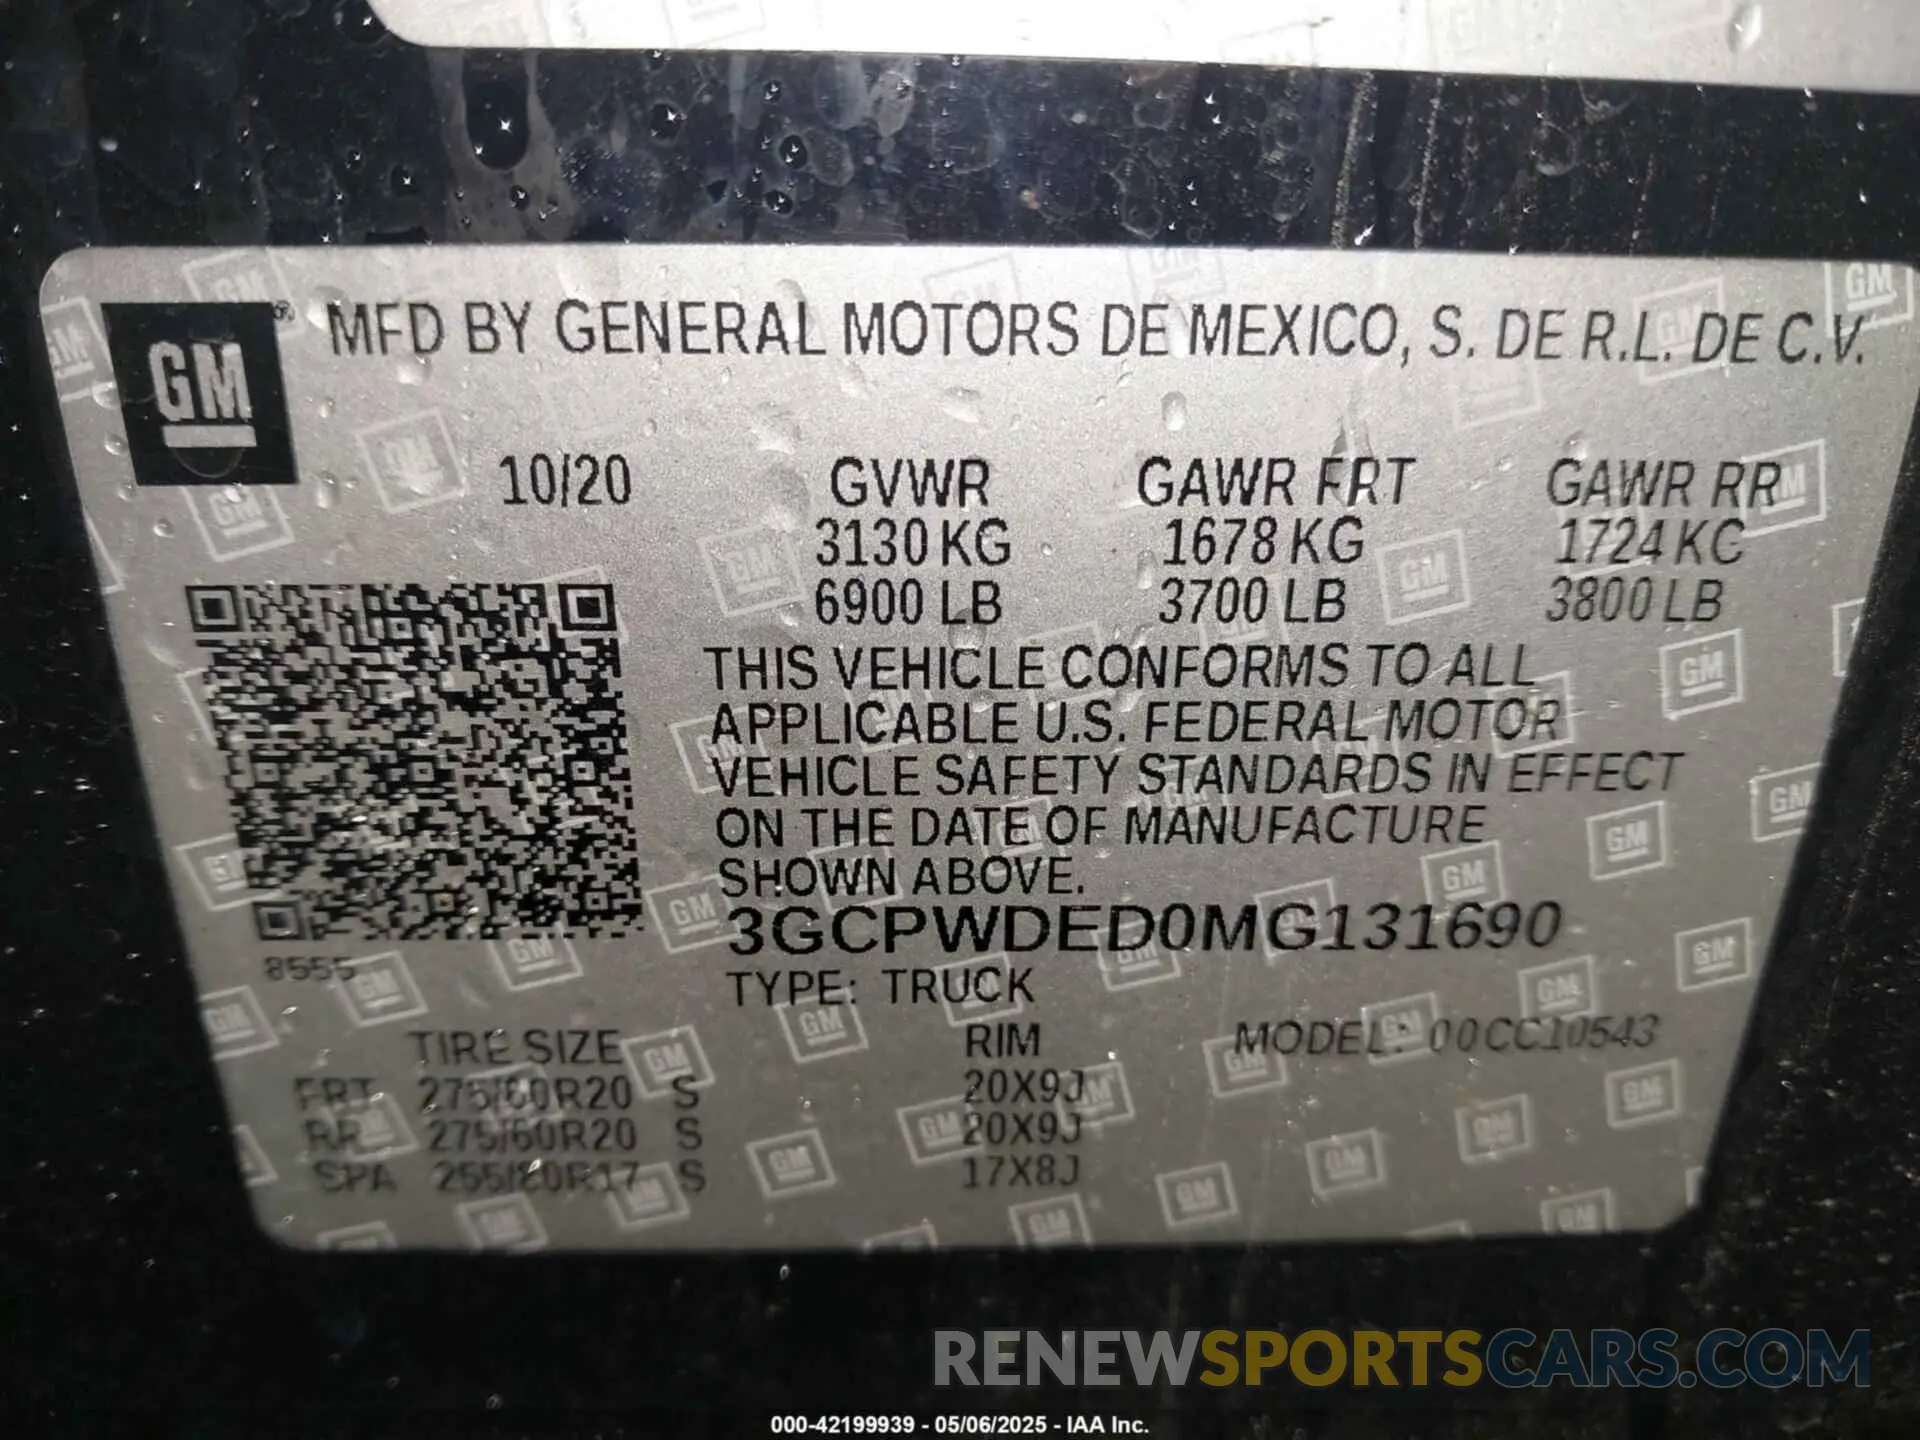 GM MFD BY GENERAL MOTORS DE MEXICO, S. DE R.L. DE C.V.
10/20 GVWR GAWR FRT GAWR RR
3130 KG 1678 KG 1724 KG
6900 LB 3700 LB 3800 LB
THIS VEHICLE CONFORMS TO ALL
APPLICABLE U.S. FEDERAL MOTOR
VEHICLE SAFETY STANDARDS IN EFFECT
ON THE DATE OF MANUFACTURE
SHOWN ABOVE.
3GCPWDED0MG131690
8555
TYPE: TRUCK
TIRE SIZE RIM MODEL: 00CC10543
FRT 275/60R20 S 20X9J
RR 275/60R20 S 20X9J
SPA 255/80R17 S 17X8J
RENEWSPORTSCARS.COM
000-42199939 - 05/06/2025 - IAA Inc.